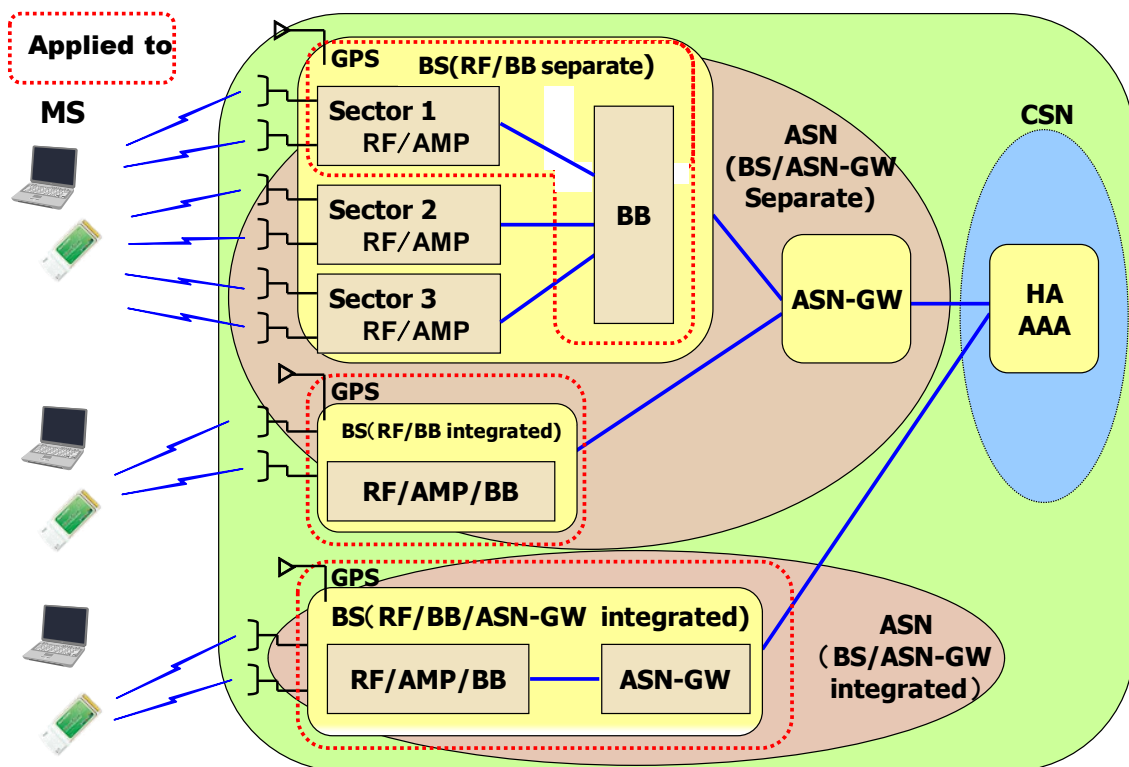 Applied to
MS
GPS
BS(RF/BB separate)
Sector 1
RF/AMP
Sector 2
RF/AMP
Sector 3
RF/AMP
BB
ASN
(BS/ASN-GW
Separate)
ASN-GW
CSN
HA
AAA
GPS
BS（RF/BB integrated)
RF/AMP/BB
GPS
BS（RF/BB/ASN-GW integrated)
RF/AMP/BB
ASN-GW
ASN
（BS/ASN-GW
integrated）